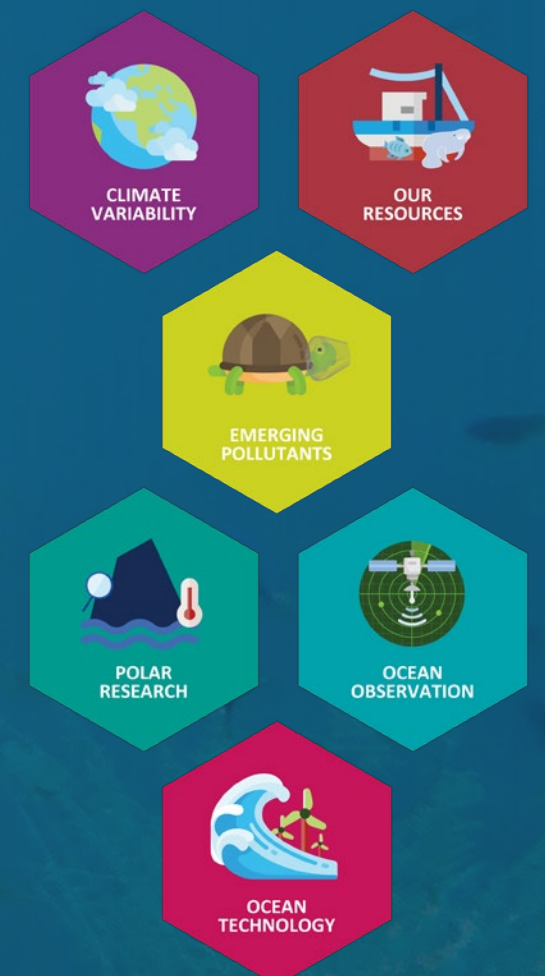 CLIMATE
VARIABILITY
OUR
RESOURCES
EMERGING
POLLUTANTS
POLAR
RESEARCH
OCEAN
OBSERVATION
OCEAN
TECHNOLOGY